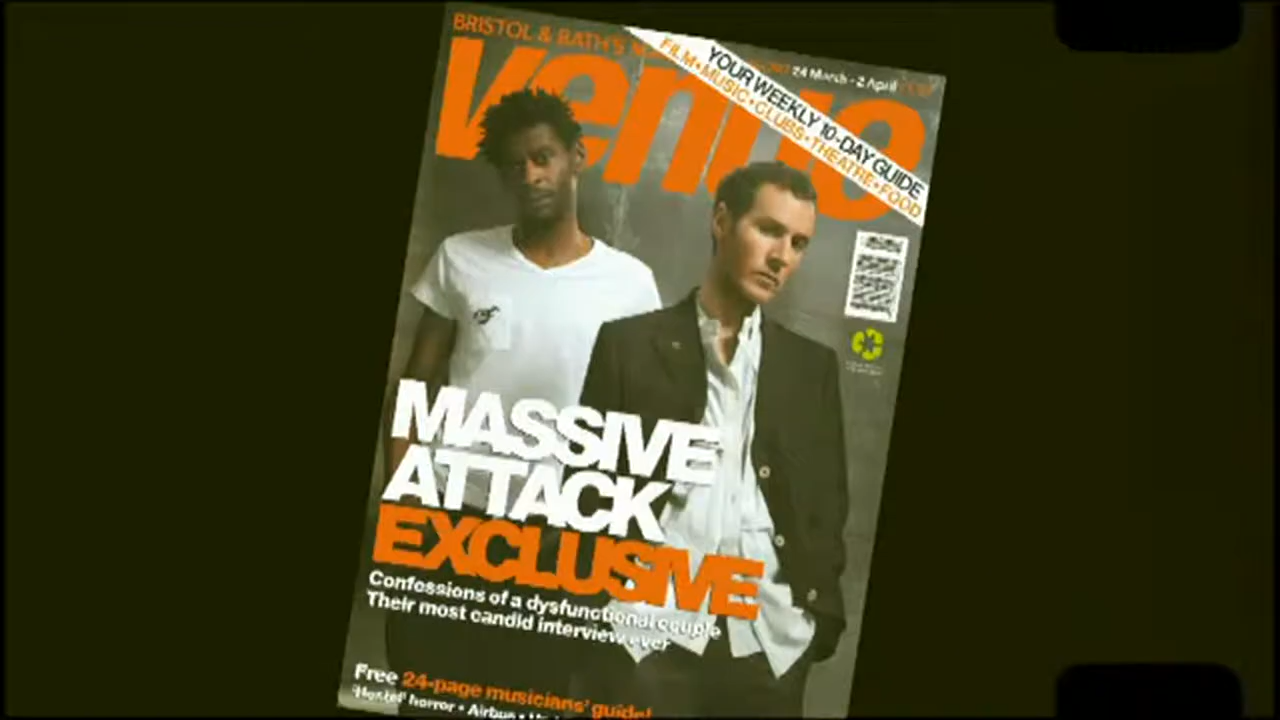 BRISTOL & BATH'S
venue
24 March - 2 April
YOUR WEEKLY 10-DAY GUIDE
FILM•MUSIC•CLUBS•THEATRE•FOOD
MASSIVE
ATTACK
EXCLUSIVE
Confessions of a dysfunctional couple
Their most candid interview ever
Free 24-page musicians' guide!
'Hostel' horror • Airbus •